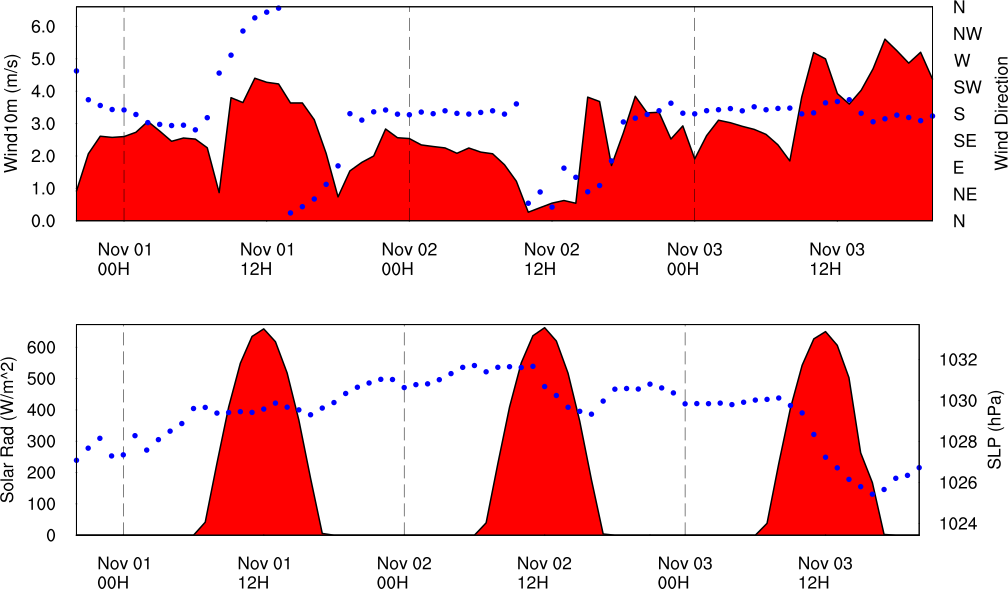 Wind10m (m/s)
6.0
5.0
4.0
3.0
2.0
1.0
0.0
N
NW
W
SW
S
SE
E
NE
N
Wind Direction
Nov 01 Nov 01 Nov 02 Nov 02 Nov 03 Nov 03
00H 12H 00H 12H 00H 12H
Solar Rad (W/m^2)
600
500
400
300
200
100
0
1032
1030
1028
1026
1024
SLP (hPa)
Nov 01 Nov 01 Nov 02 Nov 02 Nov 03 Nov 03
00H 12H 00H 12H 00H 12H